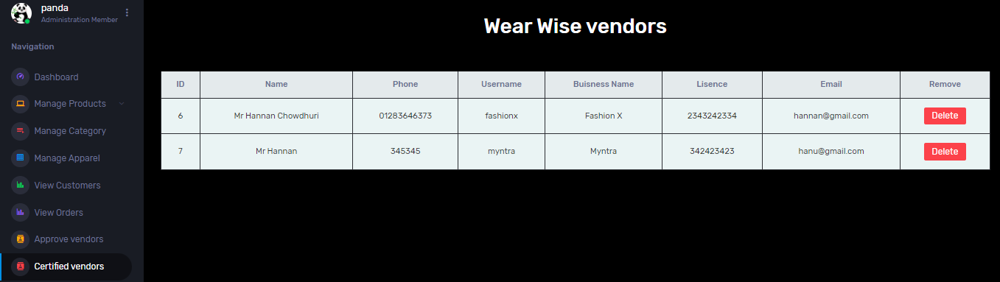 panda
Administration Member
Navigation
Dashboard
Manage Products
Manage Category
Manage Apparel
View Customers
View Orders
Approve vendors
Certified vendors
Wear Wise vendors
ID Name Phone Username Buisness Name Lisence Email Remove
6 Mr Hannan Chowdhuri 01283646373 fashionx Fashion X 2343242334 hannan@gmail.com Delete
7 Mr Hannan 345345 myntra Myntra 342423423 hanu@gmail.com Delete